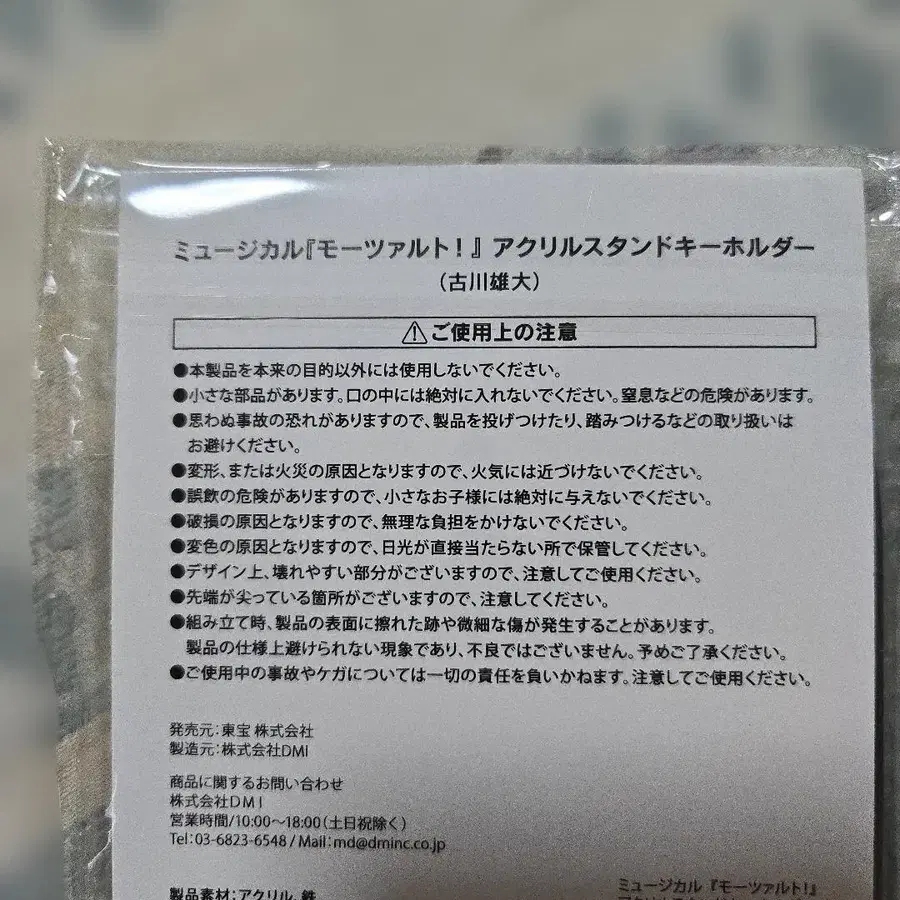 ミュージカル『モーツァルト!』 アクリルスタンドキーホルダー
(古川雄大)
⚠ご使用上の注意
●本製品を本来の目的以外には使用しないでください。
●小さな部品があります。口の中には絶対に入れないでください。窒息などの危険があります。
●思わぬ事故の恐れがありますので、製品を投げつけたり、踏みつけるなどの取り扱いは
お避けください。
●変形、または火災の原因となりますので、火気には近づけないでください。
●誤飲の危険がありますので、小さなお子様には絶対に与えないでください。
●破損の原因となりますので、無理な負担をかけないでください。
●変色の原因となりますので、日光が直接当たらない所で保管してください。
●デザイン上、壊れやすい部分がございますので、注意してご使用ください。
●先端が尖っている箇所がございますので、注意してください。
●組み立て時、製品の表面に擦れた跡や微細な傷が発生することがあります。
製品の仕様上避けられない現象であり、不良ではございません。予めご了承ください。
●ご使用中の事故やケガについては一切の責任を負いかねます。注意してご使用ください。
発売元:東宝 株式会社
製造元:株式会社DMI
商品に関するお問い合わせ
株式会社DMI
営業時間/10:00〜18:00(土日祝除く)
Tel:03-6823-6548 / Mail:md@dminc.co.jp
製品素材:アクリル、鉄
ミュージカル『モーツァルト!』